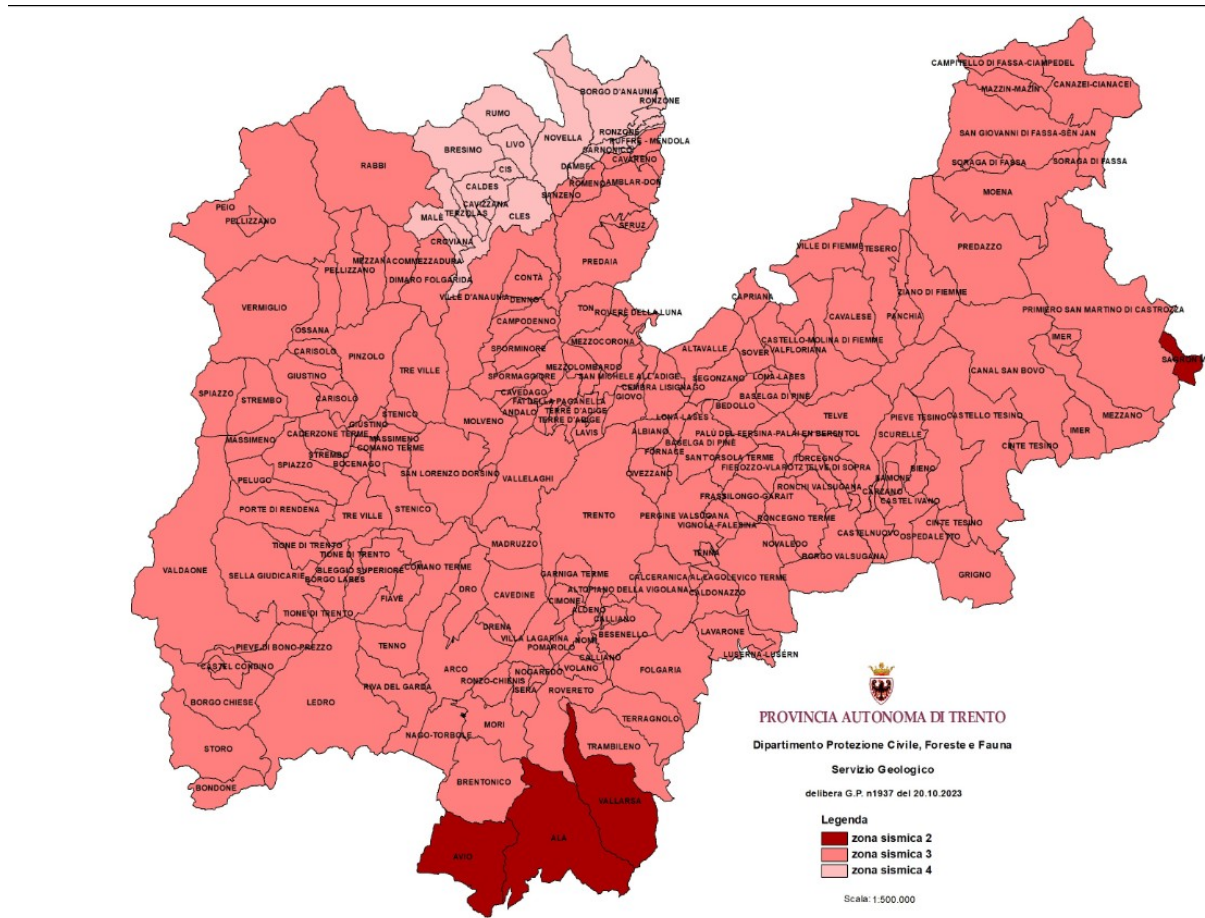 CAMPITELLO DI FASSA-CIAMPEDEL
MAZZIN-MAZIN
CANAZEI-CIANACEI
BORGO D'ANAUNIA
RONZONE
RUMO
NOVELLA
LIVO
BRESIMO
RONZONE
RUFFRÈ - MENDOLA
SARNONICO
CAVARENO
DAMBEL
SAN GIOVANNI DI FASSA-SÈN JAN
SORAGA DI FASSA
SORAGA DI FASSA
RABBI
CIS
CALDES
CAVIZZANA
TERZOLAS
MALÈ
CLES
CROVIANA
ROMENO
AMBLAR-DON
SANZENO
MOENA
PEIO
PELLIZZANO
SFRUZ
PREDAIA
VILLE DI FIEMME
TESERO
PREDAZZO
MEZZANA
COMMEZZADURA
PELLIZZANO
DIMARO FOLGARIDA
CONTÀ
VILLE D'ANAUNIA
DENNO
ZIANO DI FIEMME
CAPRIANA
VERMIGLIO
TON
ROVERÈ DELLA LUNA
CAVALESE
PANCHIÀ
PRIMIERO SAN MARTINO DI CASTROZZA
CAMPODENNO
OSSANA
CARISOLO
PINZOLO
SPORMINORE
MEZZOCORONA
ALTAVALLE
CASTELLO-MOLINA DI FIEMME
SOVER
VALFLORIANA
IMER
GIUSTINO
TRE VILLE
SPORMAGGIORE
MEZZOLOMBARDO
SAN MICHELE ALL'ADIGE
SEGONZANO
LONA-LASES
CANAL SAN BOVO
SPIAZZO
STREMBO
CARISOLO
CAVEDAGO
FAI DELLA PAGANELLA
CEMBRA LISIGNAGO
GIOVO
BASELGA DI PINÈ
BEDOLLO
STENICO
MOLVENO
ANDALO
TERRE D'ADIGE
TERRE D'ADIGE
LONA-LASES
TELVE
PIEVE TESINO
CASTELLO TESINO
MEZZANO
GIUSTINO
LAVIS
ALBIANO
PALÙ DEL FERSINA-PALAI EN BERSNTOL
SCURELLE
IMER
MASSIMENO
CADERZONE TERME
MASSIMENO
COMANO TERME
BASELGA DI PINÈ
FORNACE
CINTE TESINO
STREMBO
BOCENAGO
SPIAZZO
SAN LORENZO DORSINO
VALLELAGHI
SANT'ORSOLA TERME
TORCEGNO
CIVEZZANO
FIEROZZO-VLAROTZ
TELVE DI SOPRA
BIENO
SAMONE
PELUGO
RONCHI VALSUGANA
CARZANO
CASTEL IVANO
FRASSILONGO-GARAIT
PORTE DI RENDENA
STENICO
TRE VILLE
TRENTO
PERGINE VALSUGANA
RONCEGNO TERME
VIGNOLA-FALESINA
CINTE TESINO
CASTELNUOVO
OSPEDALETTO
TIONE DI TRENTO
TIONE DI TRENTO
MADRUZZO
NOVALEDO
BORGO VALSUGANA
TENNA
VALDAONE
BLEGGIO SUPERIORE
COMANO TERME
SELLA GIUDICARIE
BORGO LARES
GARNIGA TERME
CALCERANICA AL LAGO
LEVICO TERME
GRIGNO
DRO
CAVEDINE
ALTOPIANO DELLA VIGOLANA
CALDONAZZO
FIAVÈ
CIMONE
ALDENO
TIONE DI TRENTO
CALLIANO
DRENA
BESENELLO
LAVARONE
PIEVE DI BONO-PREZZO
TENNO
VILLA LAGARINA
NOMI
POMAROLO
LUSERNA-LUSÉRN
CASTEL CONDINO
ARCO
CALLIANO
NOGAREDO
VOLANO
FOLGARIA
RONZO-CHIENIS
RIVA DEL GARDA
ISERA
ROVERETO
BORGO CHIESE
LEDRO
TERRAGNOLO
MORI
NAGO-TORBOLE
STORO
TRAMBILENO
BRENTONICO
BONDONE
VALLARSA
ALA
AVIO
PROVINCIA AUTONOMA DI TRENTO
Dipartimento Protezione Civile, Foreste e Fauna
Servizio Geologico
delibera G.P. n1937 del 20.10.2023
Legenda
zona sismica 2
zona sismica 3
zona sismica 4
Scala: 1:500.000